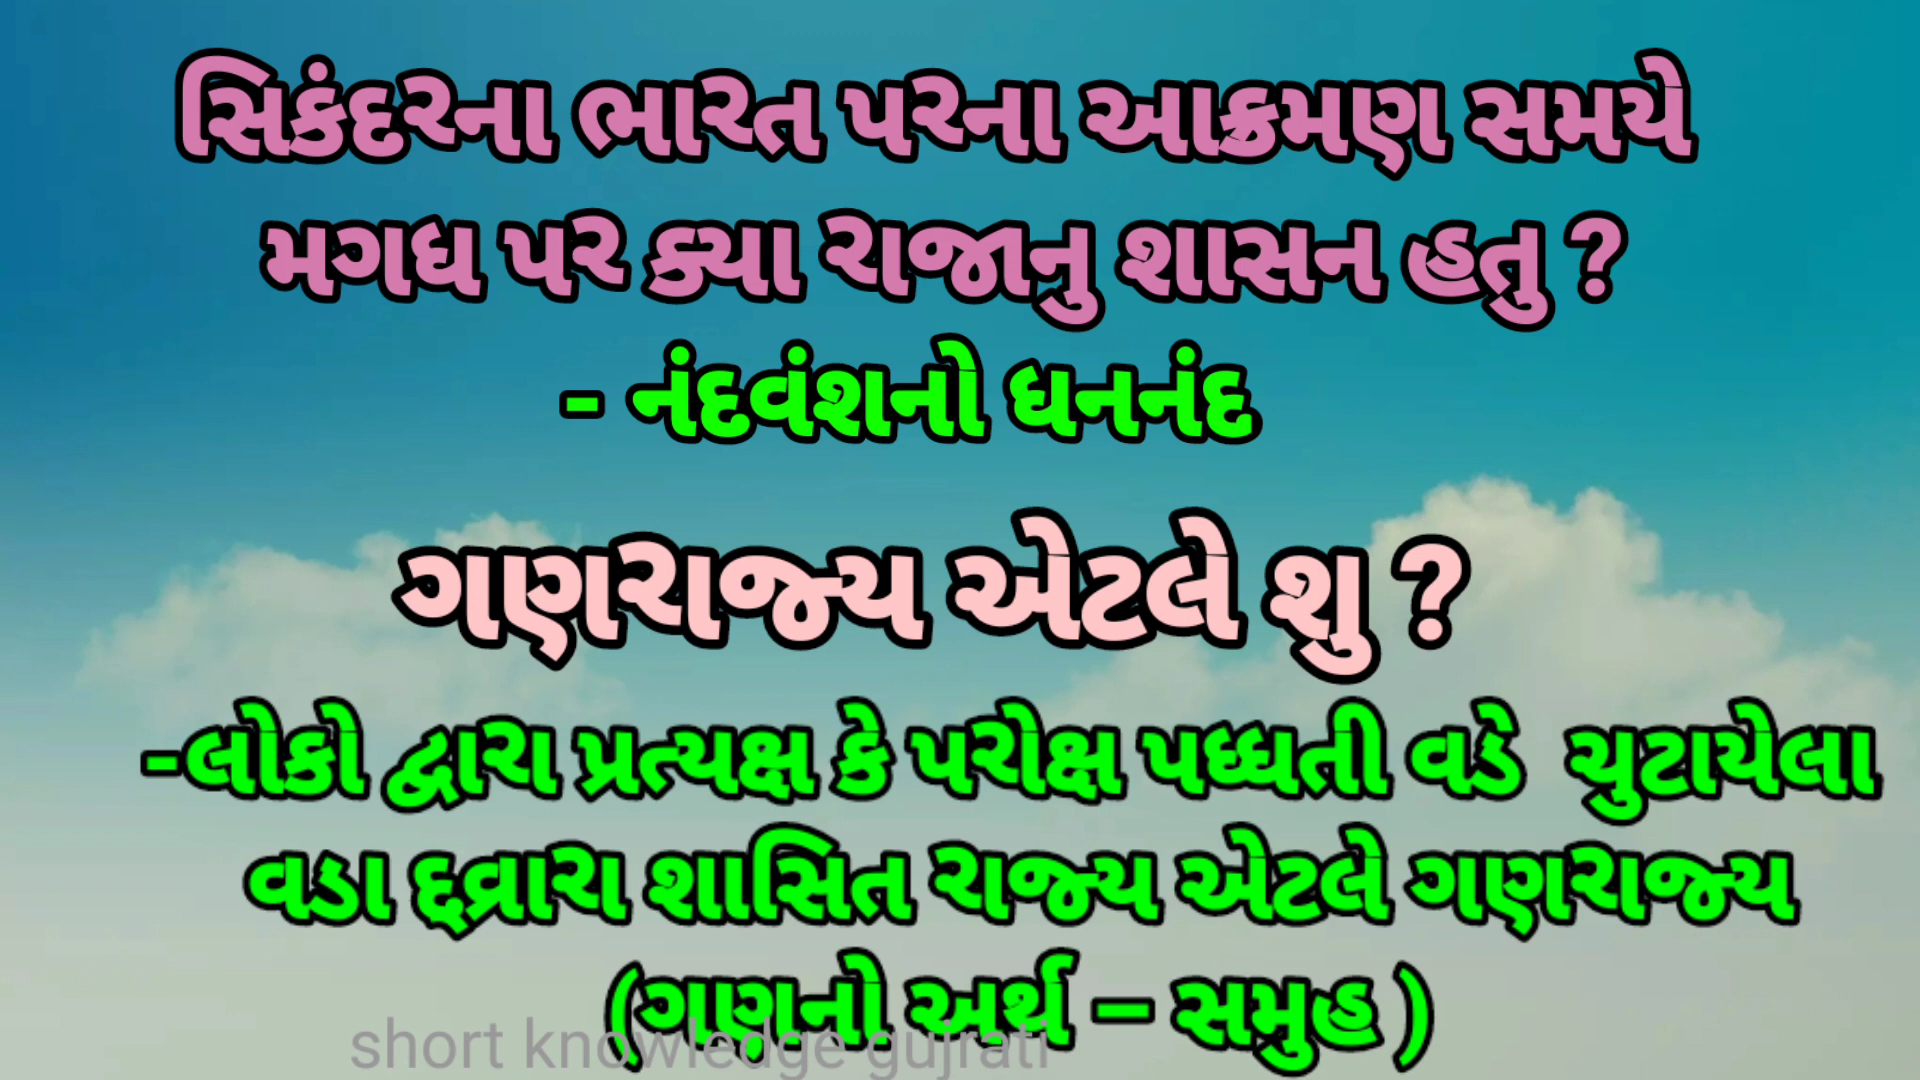 સિકંદરના ભારત પરના આક્રમણ સમયે
મગધ પર ક્યા રાજાનુ શાસન હતુ ?
- નંદવંશનો ધનનંદ
ગણરાજ્ય એટલે શુ ?
-લોકો દ્વારા પ્રત્યક્ષ કે પરોક્ષ પધ્ધતી વડે ચુટાયેલા
વડા દ્વ્રારા શાસિત રાજ્ય એટલે ગણરાજ્ય
(ગણનો અર્થ – સમુહ )
short knowledge gujrati